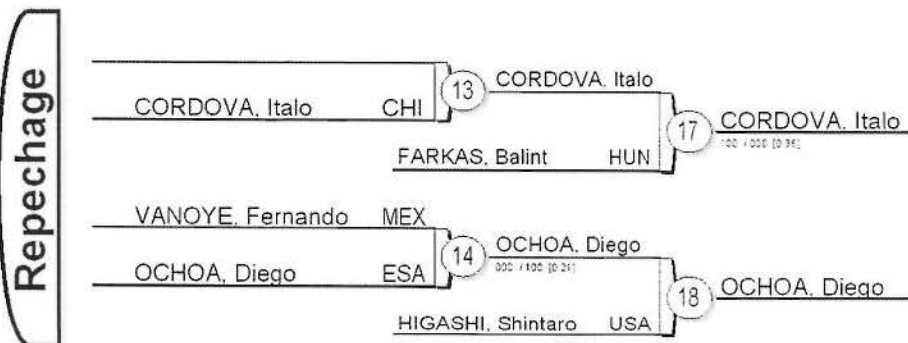 Repechage
13
CORDOVA, Italo
CORDOVA, Italo CHI
17
CORDOVA, Italo
FARKAS, Balint HUN
VANOYE, Fernando MEX
14
OCHOA, Diego
OCHOA, Diego ESA
18
OCHOA, Diego
HIGASHI, Shintaro USA